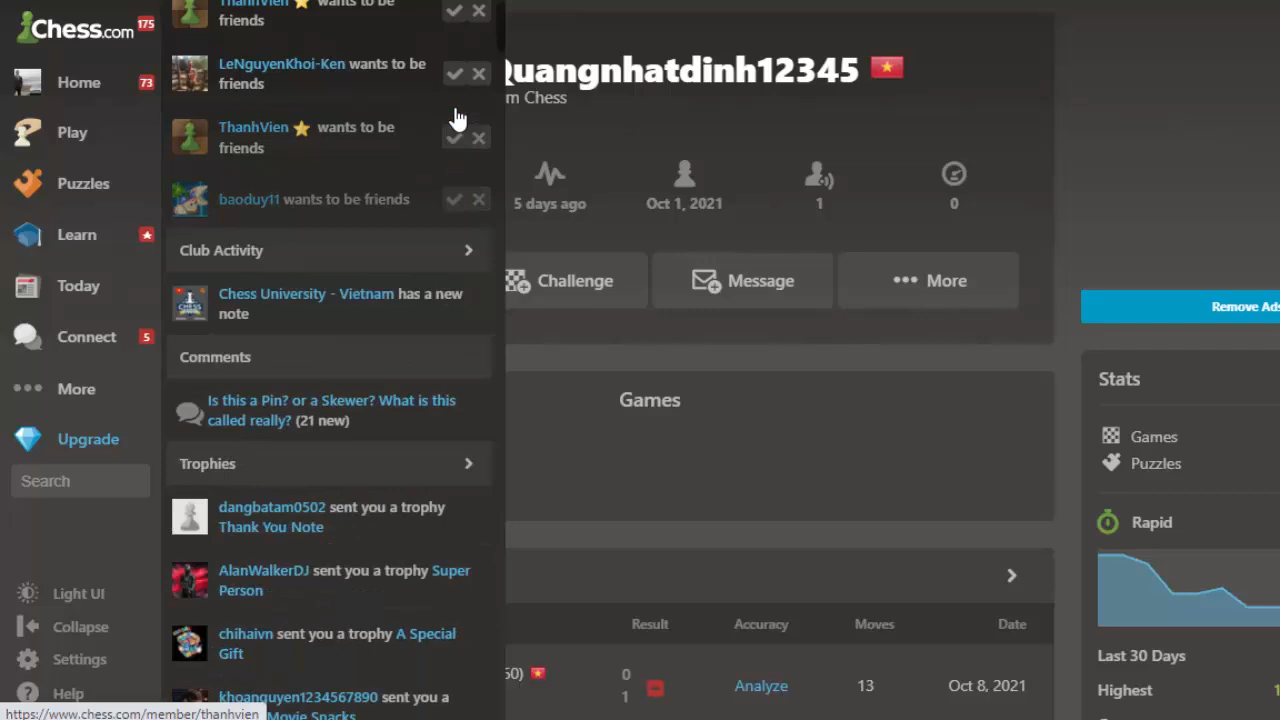 Chess.com 175
Home 73
Play
Puzzles
Learn
Today
Connect 5
More
Upgrade
Search
Light UI
Collapse
Settings
Help
https://www.chess.com/member/thanhvien
ThanhVien wants to be
friends
LeNguyenKhoi-Ken wants to be
friends
ThanhVien wants to be
friends
baoduy11 wants to be friends
Club Activity
Chess University - Vietnam has a new
note
Comments
Is this a Pin? or a Skewer? What is this
called really? (21 new)
Trophies
dangbatam0502 sent you a trophy
Thank You Note
AlanWalkerDJ sent you a trophy Super
Person
chihaivn sent you a trophy A Special
Gift
khoanguyen1234567890 sent you a
Movie Snacks
uangnhatdinh12345
m Chess
5 days ago
Oct 1, 2021
1
0
Challenge
Message
More
Games
Result
Accuracy
Moves
Date
50)
0
1
Analyze
13
Oct 8, 2021
Remove Ads
Stats
Games
Puzzles
Rapid
Last 30 Days
Highest